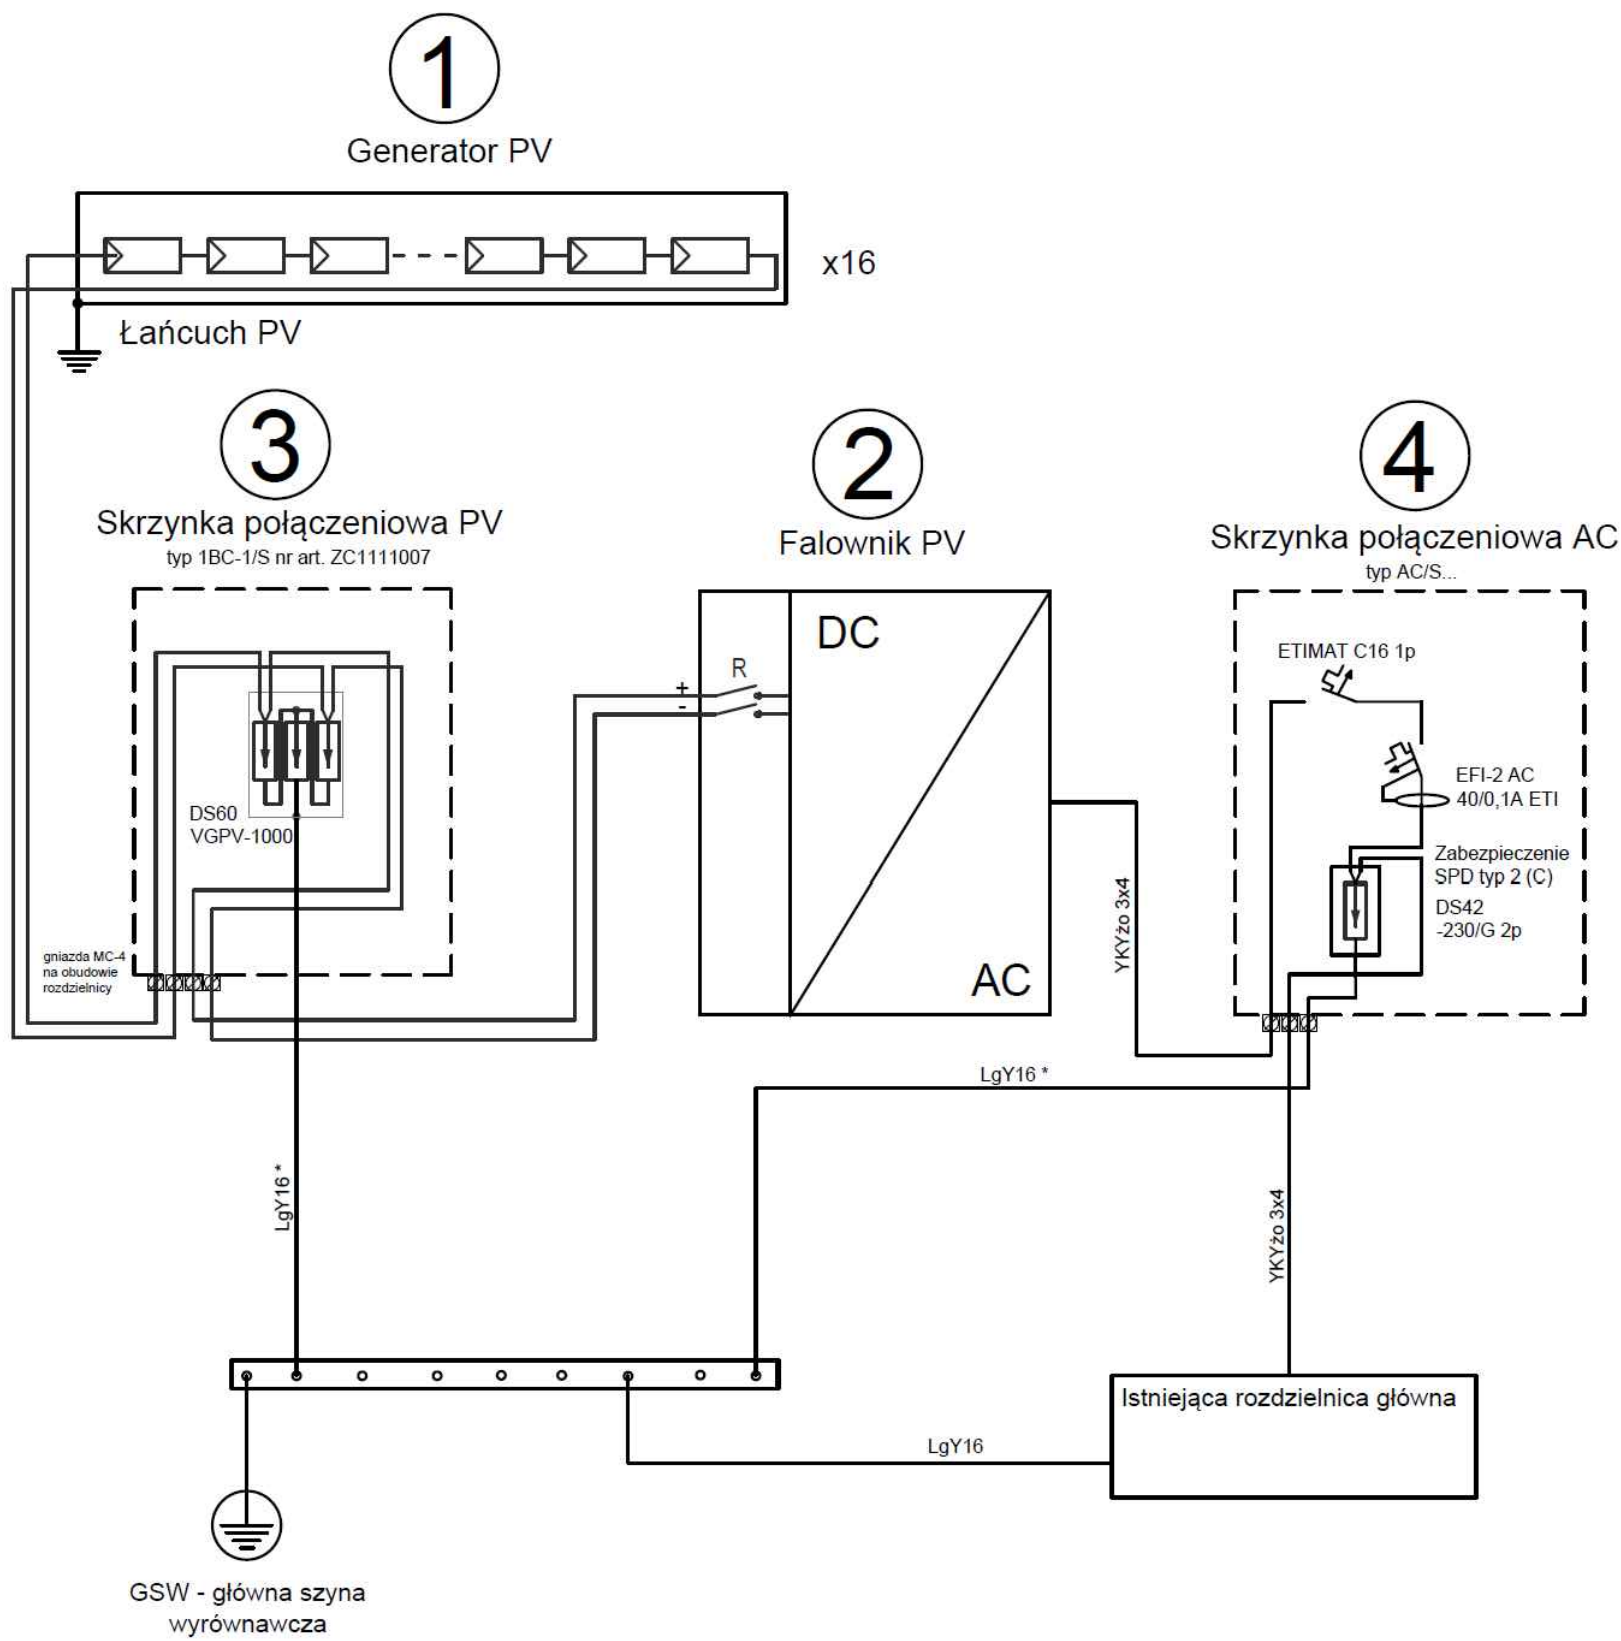 1
Generator PV
x16
Łańcuch PV
3
Skrzynka połączeniowa PV
typ 1BC-1/S nr art. ZC1111007
DS60
VGPV-1000
gniazda MC-4
na obudowie
rozdzielnicy
2
Falownik PV
DC
R
+
-
AC
4
Skrzynka połączeniowa AC
typ AC/S...
ETIMAT C16 1p
EFI-2 AC
40/0,1A ETI
Zabezpieczenie
SPD typ 2 (C)
DS42
-230/G 2p
YKYżo 3x4
LgY16 *
LgY16 *
YKYżo 3x4
Istniejąca rozdzielnica główna
LgY16
GSW - główna szyna
wyrównawcza